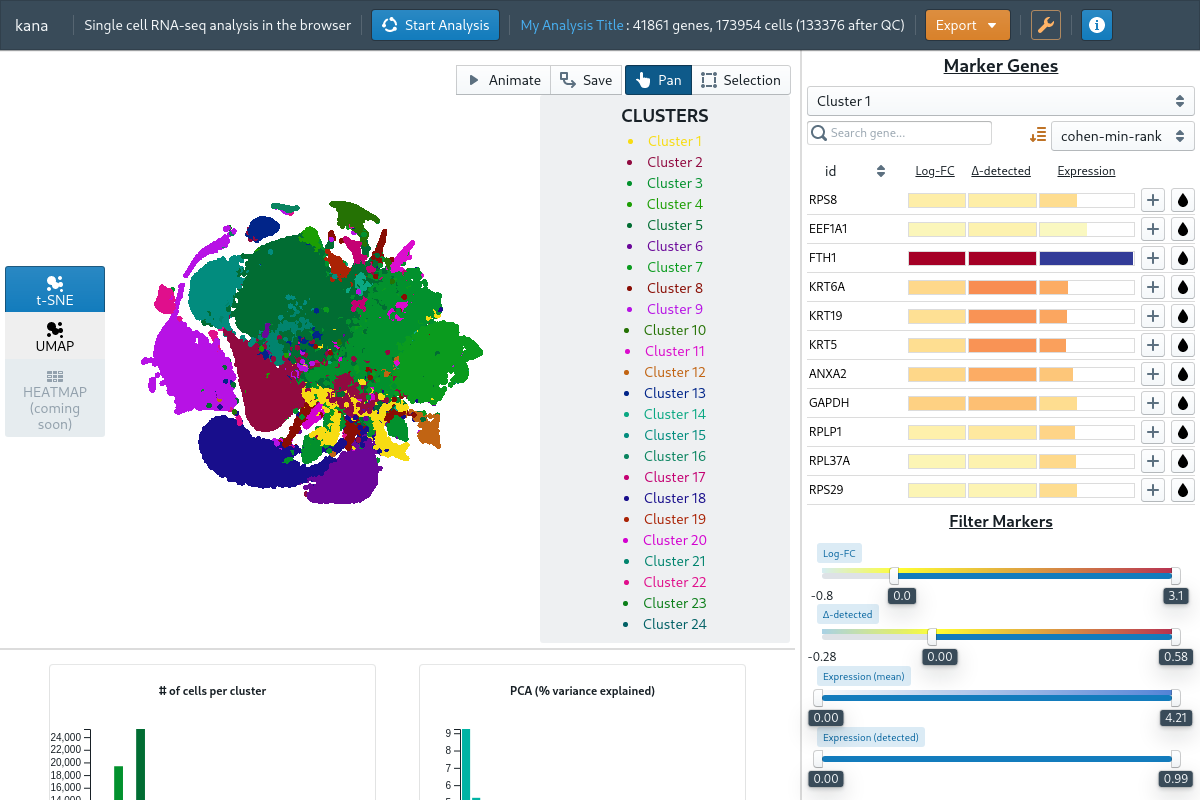 kana
Single cell RNA-seq analysis in the browser
Start Analysis
My Analysis Title : 41861 genes, 173954 cells (133376 after QC)
Export
Animate
Save
Pan
Selection
t-SNE
UMAP
HEATMAP
(coming
soon)
CLUSTERS
Cluster 1
Cluster 2
Cluster 3
Cluster 4
Cluster 5
Cluster 6
Cluster 7
Cluster 8
Cluster 9
Cluster 10
Cluster 11
Cluster 12
Cluster 13
Cluster 14
Cluster 15
Cluster 16
Cluster 17
Cluster 18
Cluster 19
Cluster 20
Cluster 21
Cluster 22
Cluster 23
Cluster 24
Marker Genes
Cluster 1
Search gene...
cohen-min-rank
id Log-FC Δ-detected Expression
RPS8
EEF1A1
FTH1
KRT6A
KRT19
KRT5
ANXA2
GAPDH
RPLP1
RPL37A
RPS29
Filter Markers
Log-FC
-0.8 0.0 3.1
Δ-detected
-0.28 0.00 0.58
Expression (mean)
0.00 4.21
Expression (detected)
0.00 0.99
# of cells per cluster
24,000
22,000
20,000
18,000
16,000
14,000
PCA (% variance explained)
9
8
7
6